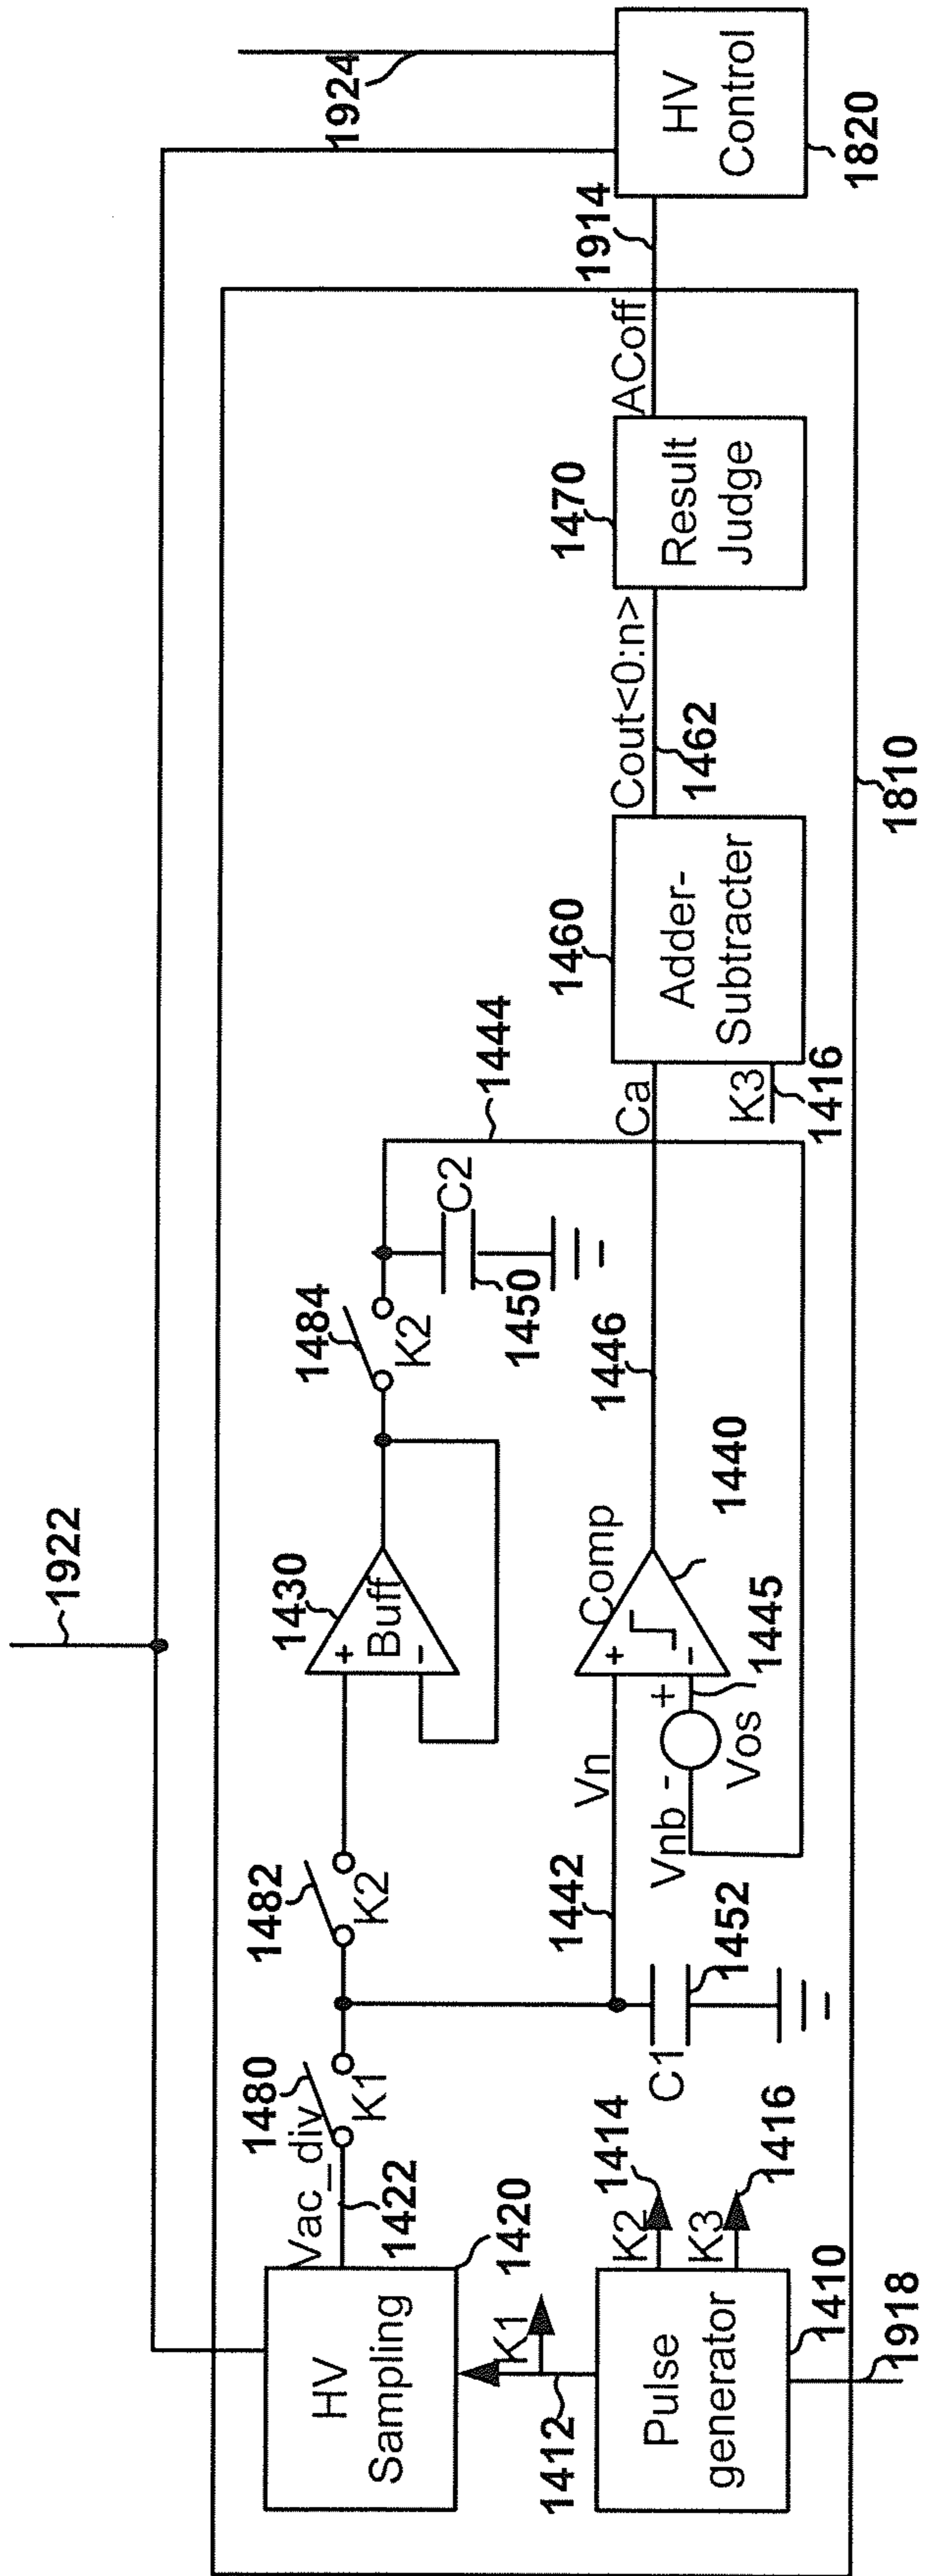 1922
1924
HV
Control
1820
1914
HV
Sampling
1420
Vac_div
1422
1480
K1
1482
K2
1430
+
Buff
-
1484
K2
C2
1450
1444
Pulse
generator
1410
1918
1412
K1
K2
1414
K3
1416
C1
1452
1442
Vn
Vnb
-
+
Vos
1445
+
-
Comp
1440
1446
Ca
K3
1416
1460
Adder-
Subtracter
Cout<0:n>
1462
1470
Result
Judge
ACoff
1810